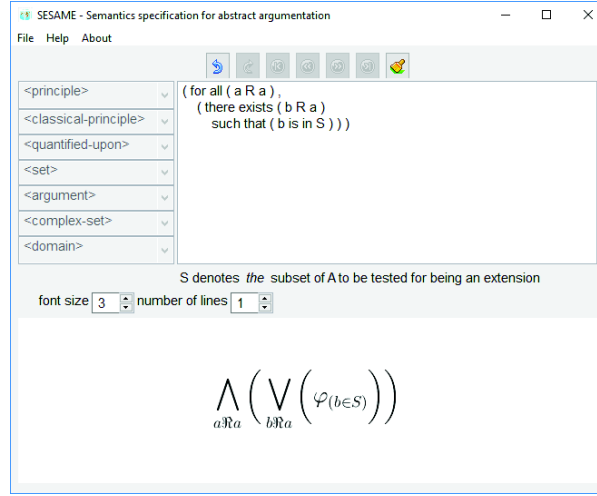 SESAME - Semantics specification for abstract argumentation
File Help About
<principle>
<classical-principle>
<quantified-upon>
<set>
<argument>
<complex-set>
<domain>
( for all ( a R a ) ,
( there exists ( b R a )
such that ( b is in S ) ) )
S denotes the subset of A to be tested for being an extension
font size 3 number of lines 1
⋀ ( ⋁ ( φ(b∈S) ) )
aℜa bℜa